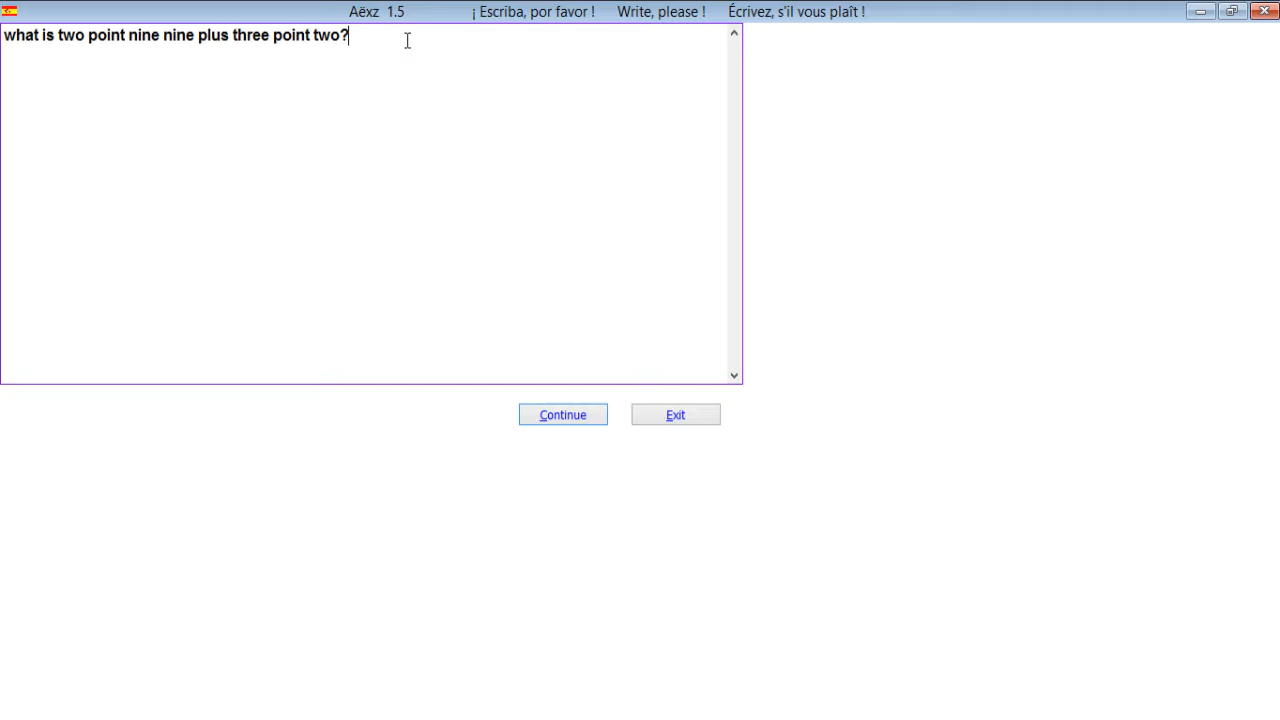 Aëxz 1.5 ¡ Escriba, por favor ! Write, please ! Écrivez, s'il vous plaît !
what is two point nine nine plus three point two?
Continue Exit